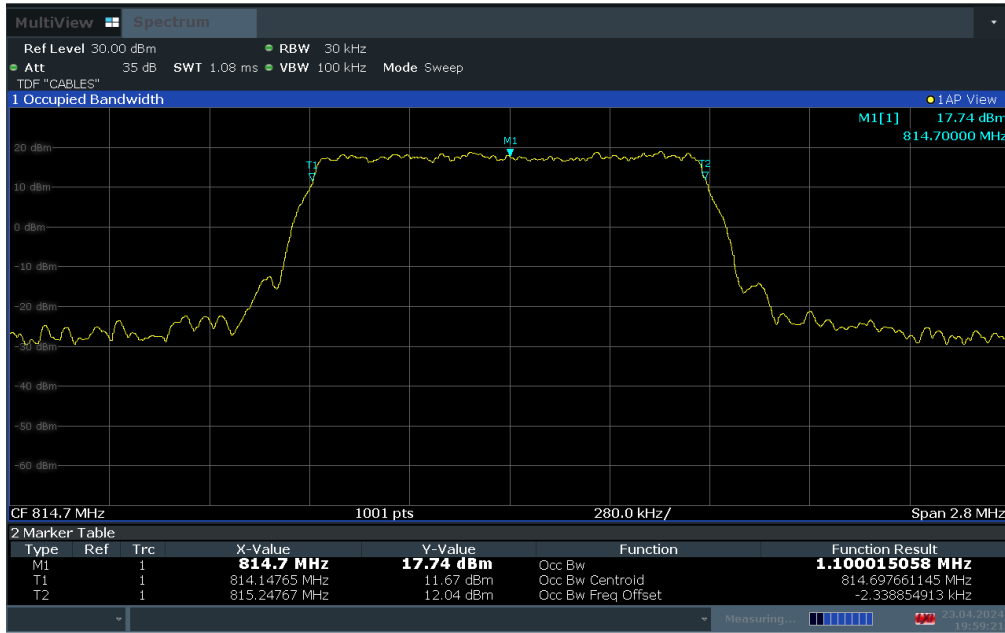 MultiView Spectrum
Ref Level 30.00 dBm RBW 30 kHz
Att 35 dB SWT 1.08 ms VBW 100 kHz Mode Sweep
TDF "CABLES"
1 Occupied Bandwidth 1AP View
M1[1] 17.74 dBm
814.70000 MHz
M1
20 dBm
T1 T2
10 dBm
0 dBm
-10 dBm
-20 dBm
-30 dBm
-40 dBm
-50 dBm
-60 dBm
CF 814.7 MHz 1001 pts 280.0 kHz/ Span 2.8 MHz
2 Marker Table
Type Ref Trc X-Value Y-Value Function Function Result
M1 1 814.7 MHz 17.74 dBm Occ Bw 1.100015058 MHz
T1 1 814.14765 MHz 11.67 dBm Occ Bw Centroid 814.697661145 MHz
T2 1 815.24767 MHz 12.04 dBm Occ Bw Freq Offset -2.338854913 kHz
Measuring... 23.04.2024
19:59:21